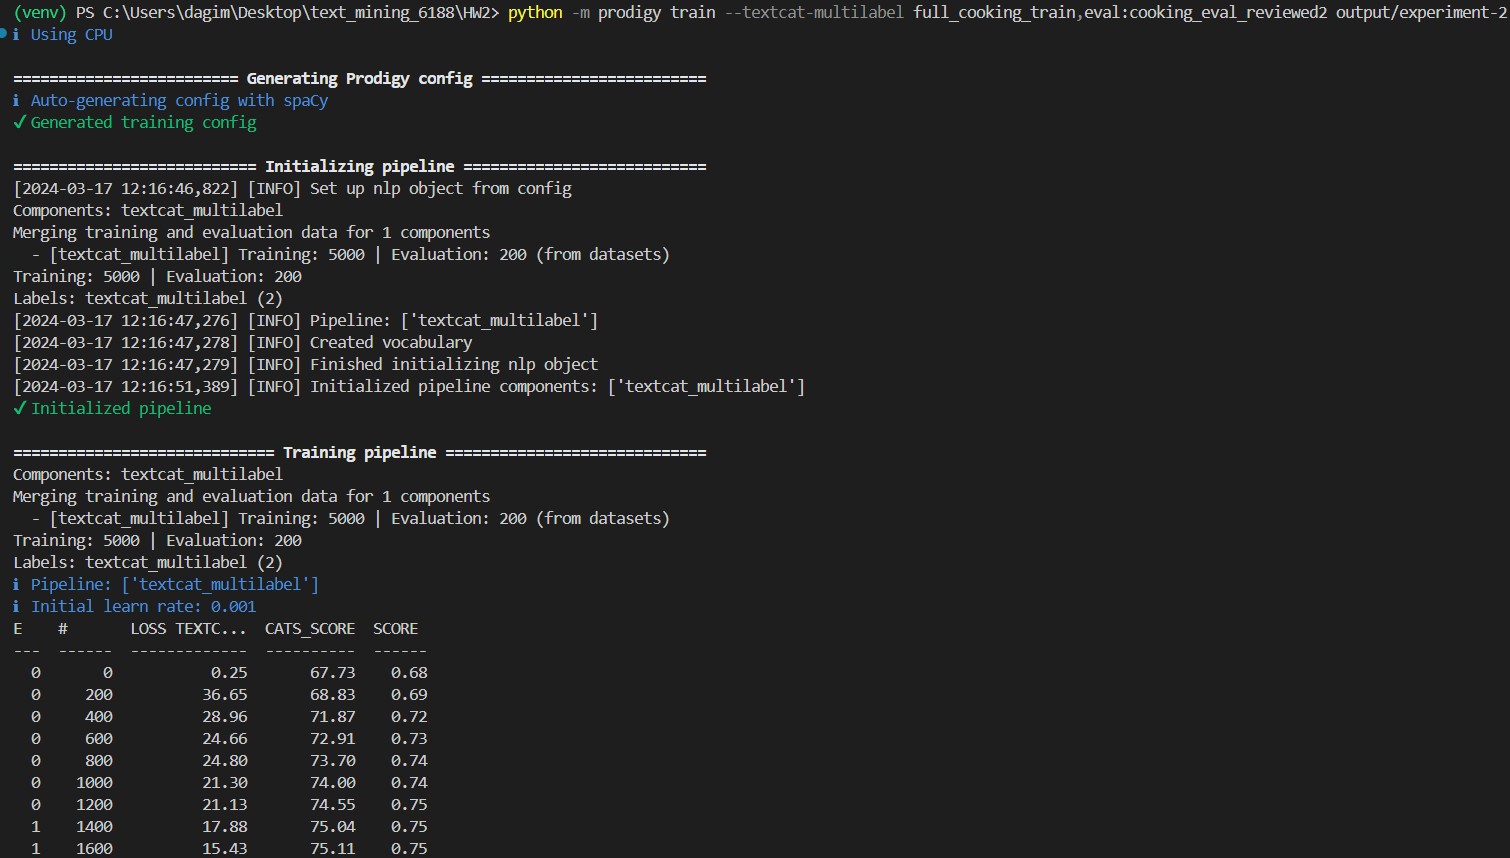 (venv) PS C:\Users\dagim\Desktop\text_mining_6188\HW2> python -m prodigy train --textcat-multilabel full_cooking_train,eval:cooking_eval_reviewed2 output/experiment-2
ℹ Using CPU
========================= Generating Prodigy config =========================
ℹ Auto-generating config with spaCy
✔ Generated training config
=========================== Initializing pipeline ===========================
[2024-03-17 12:16:46,822] [INFO] Set up nlp object from config
Components: textcat_multilabel
Merging training and evaluation data for 1 components
  - [textcat_multilabel] Training: 5000 | Evaluation: 200 (from datasets)
Training: 5000 | Evaluation: 200
Labels: textcat_multilabel (2)
[2024-03-17 12:16:47,276] [INFO] Pipeline: ['textcat_multilabel']
[2024-03-17 12:16:47,278] [INFO] Created vocabulary
[2024-03-17 12:16:47,279] [INFO] Finished initializing nlp object
[2024-03-17 12:16:51,389] [INFO] Initialized pipeline components: ['textcat_multilabel']
✔ Initialized pipeline
============================= Training pipeline =============================
Components: textcat_multilabel
Merging training and evaluation data for 1 components
  - [textcat_multilabel] Training: 5000 | Evaluation: 200 (from datasets)
Training: 5000 | Evaluation: 200
Labels: textcat_multilabel (2)
ℹ Pipeline: ['textcat_multilabel']
ℹ Initial learn rate: 0.001
E    #       LOSS TEXTC...  CATS_SCORE  SCORE
---  ------  -------------  ----------  ------
  0       0           0.25       67.73    0.68
  0     200          36.65       68.83    0.69
  0     400          28.96       71.87    0.72
  0     600          24.66       72.91    0.73
  0     800          24.80       73.70    0.74
  0    1000          21.30       74.00    0.74
  0    1200          21.13       74.55    0.75
  1    1400          17.88       75.04    0.75
  1    1600          15.43       75.11    0.75